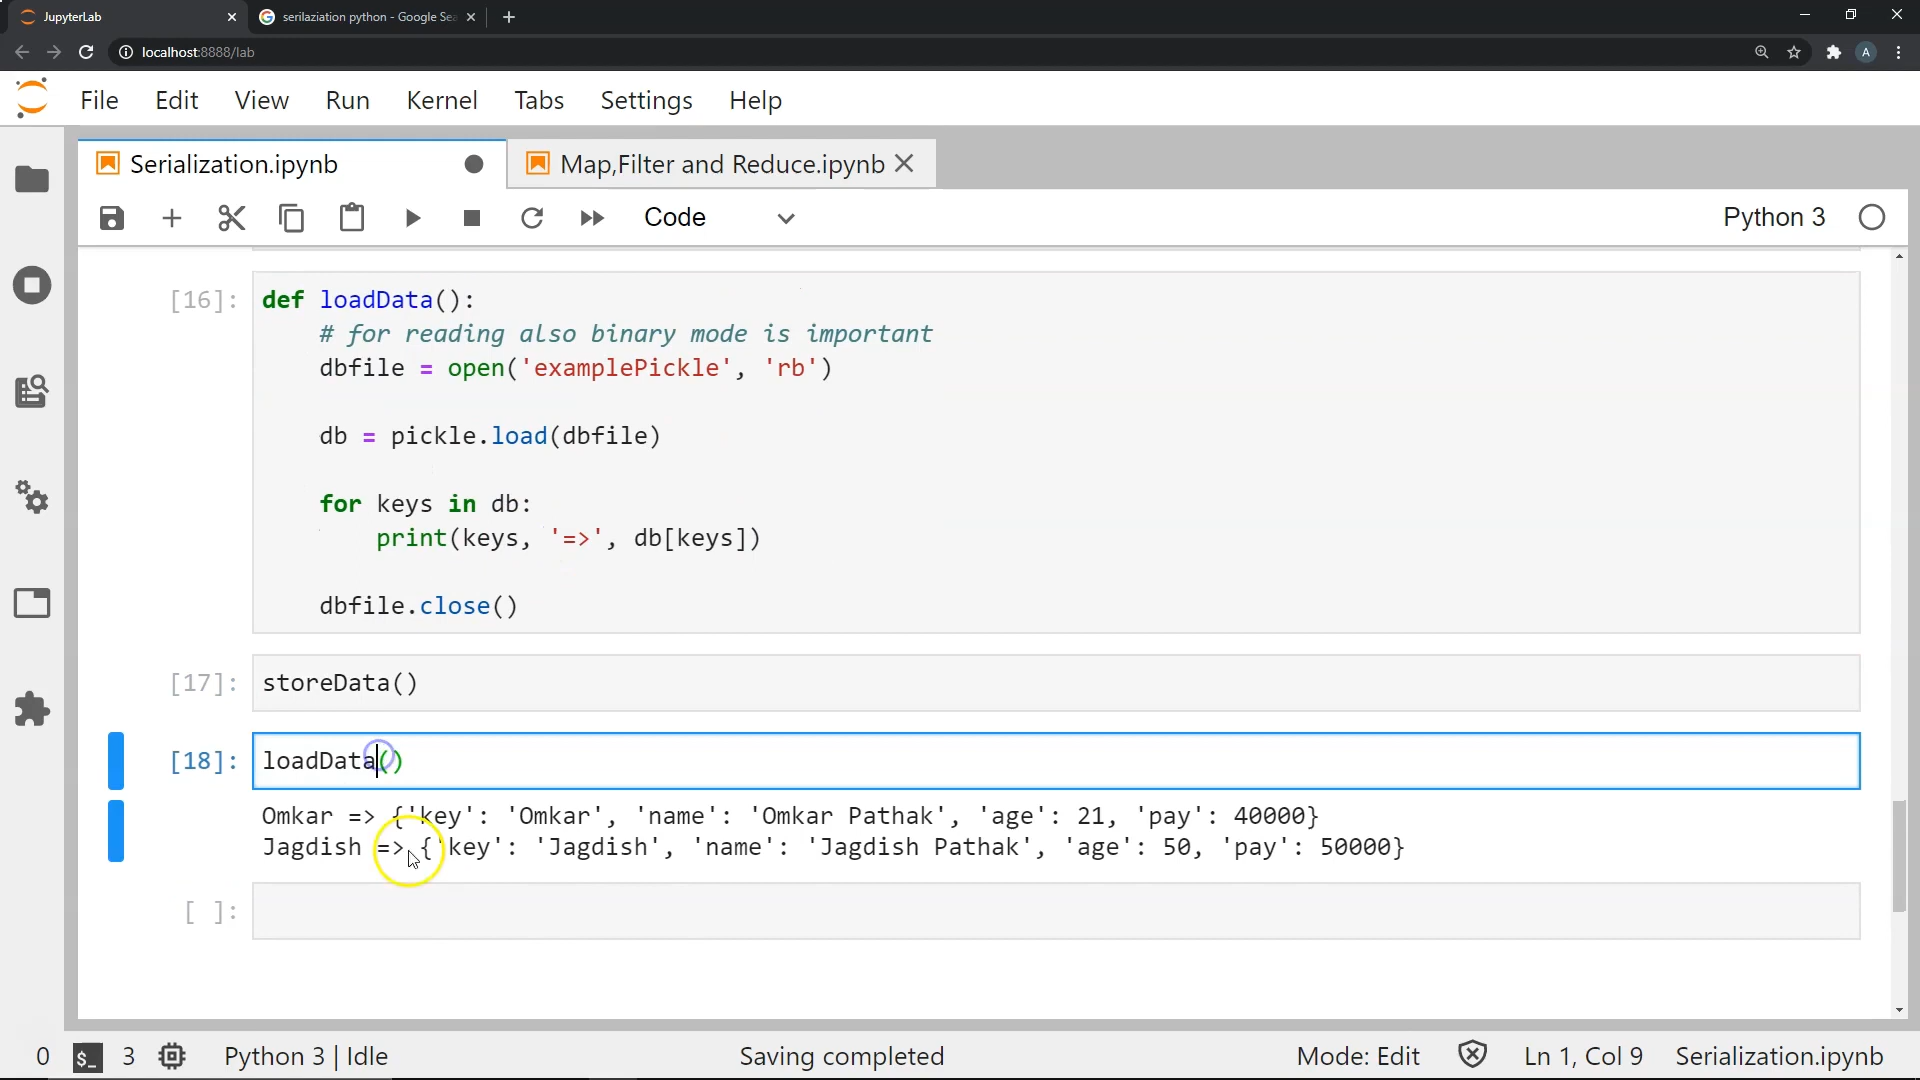 JupyterLab
serilaziation python - Google Sea
localhost:8888/lab
A
File Edit View Run Kernel Tabs Settings Help
Serialization.ipynb
Map,Filter and Reduce.ipynb
Code
Python 3
[16]: def loadData():
# for reading also binary mode is important
dbfile = open('examplePickle', 'rb')
db = pickle.load(dbfile)
for keys in db:
print(keys, '=>', db[keys])
dbfile.close()
[17]: storeData()
[18]: loadData()
Omkar => {'key': 'Omkar', 'name': 'Omkar Pathak', 'age': 21, 'pay': 40000}
Jagdish => {'key': 'Jagdish', 'name': 'Jagdish Pathak', 'age': 50, 'pay': 50000}
[ ]:
0 $_ 3 Python 3 | Idle Saving completed Mode: Edit Ln 1, Col 9 Serialization.ipynb